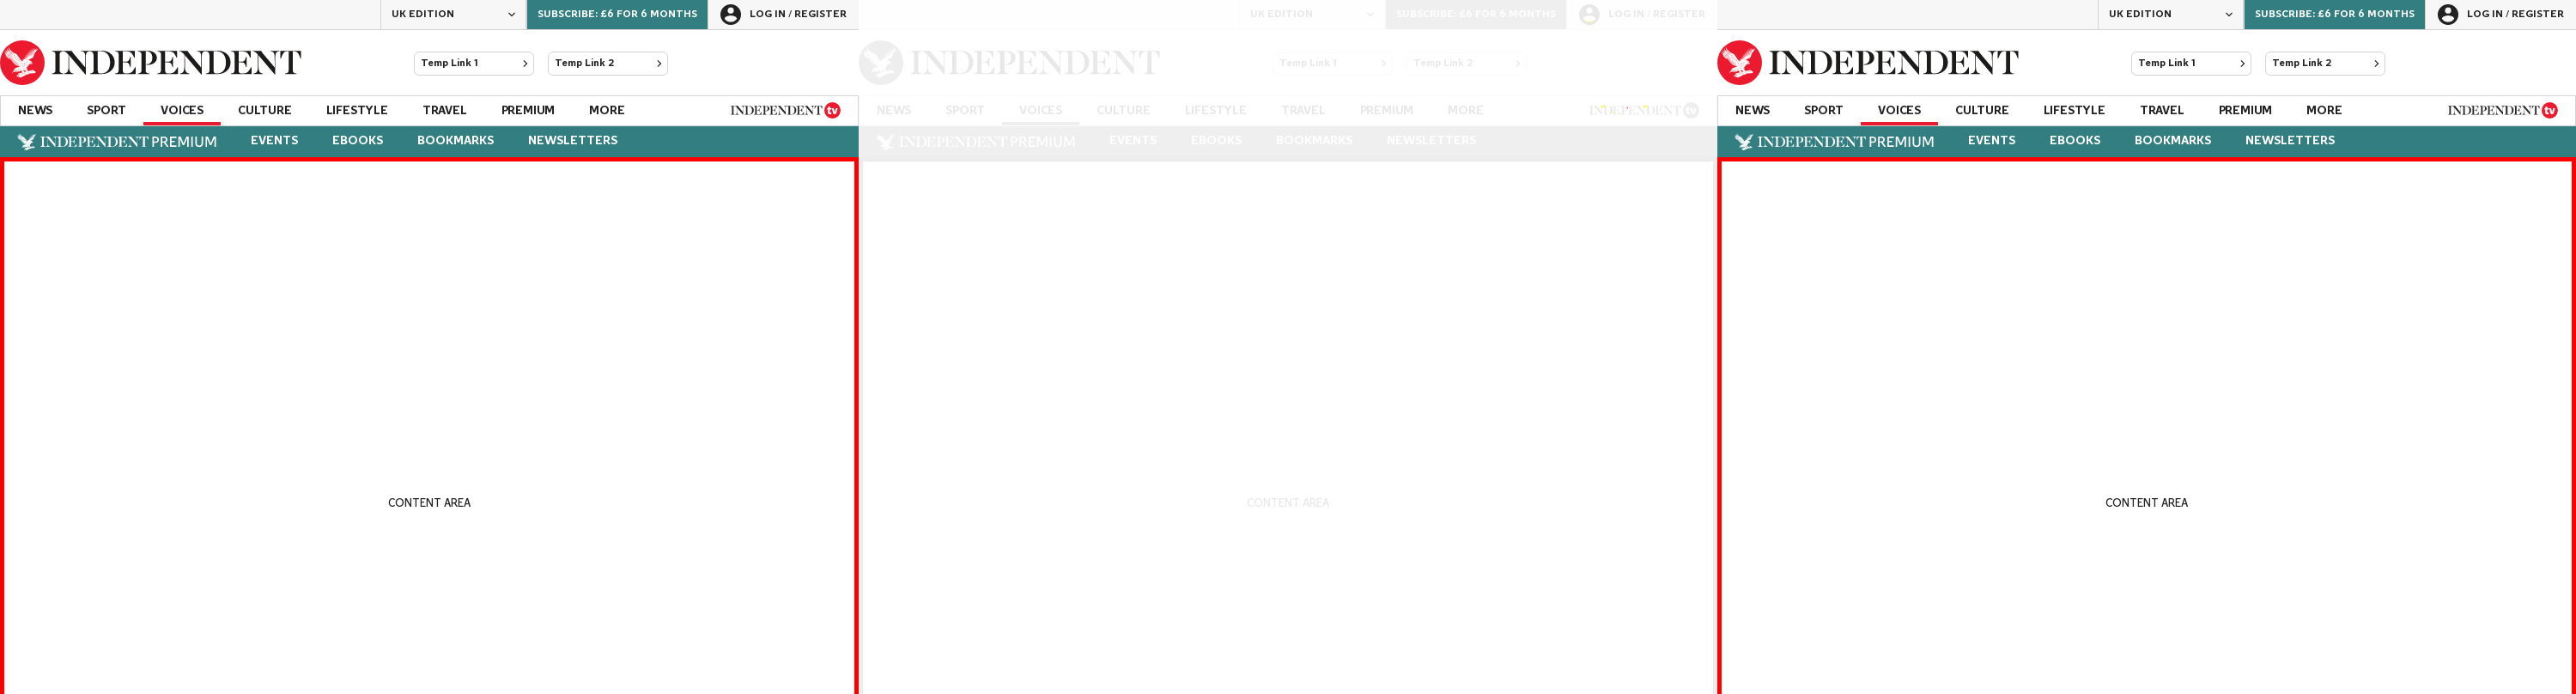 UK EDITION SUBSCRIBE: £6 FOR 6 MONTHS LOG IN / REGISTER
INDEPENDENT Temp Link 1 Temp Link 2
NEWS SPORT VOICES CULTURE LIFESTYLE TRAVEL PREMIUM MORE INDEPENDENT tv
INDEPENDENT PREMIUM EVENTS EBOOKS BOOKMARKS NEWSLETTERS
CONTENT AREA
UK EDITION SUBSCRIBE: £6 FOR 6 MONTHS LOG IN / REGISTER
INDEPENDENT Temp Link 1 Temp Link 2
NEWS SPORT VOICES CULTURE LIFESTYLE TRAVEL PREMIUM MORE INDEPENDENT tv
INDEPENDENT PREMIUM EVENTS EBOOKS BOOKMARKS NEWSLETTERS
CONTENT AREA
UK EDITION SUBSCRIBE: £6 FOR 6 MONTHS LOG IN / REGISTER
INDEPENDENT Temp Link 1 Temp Link 2
NEWS SPORT VOICES CULTURE LIFESTYLE TRAVEL PREMIUM MORE INDEPENDENT tv
INDEPENDENT PREMIUM EVENTS EBOOKS BOOKMARKS NEWSLETTERS
CONTENT AREA